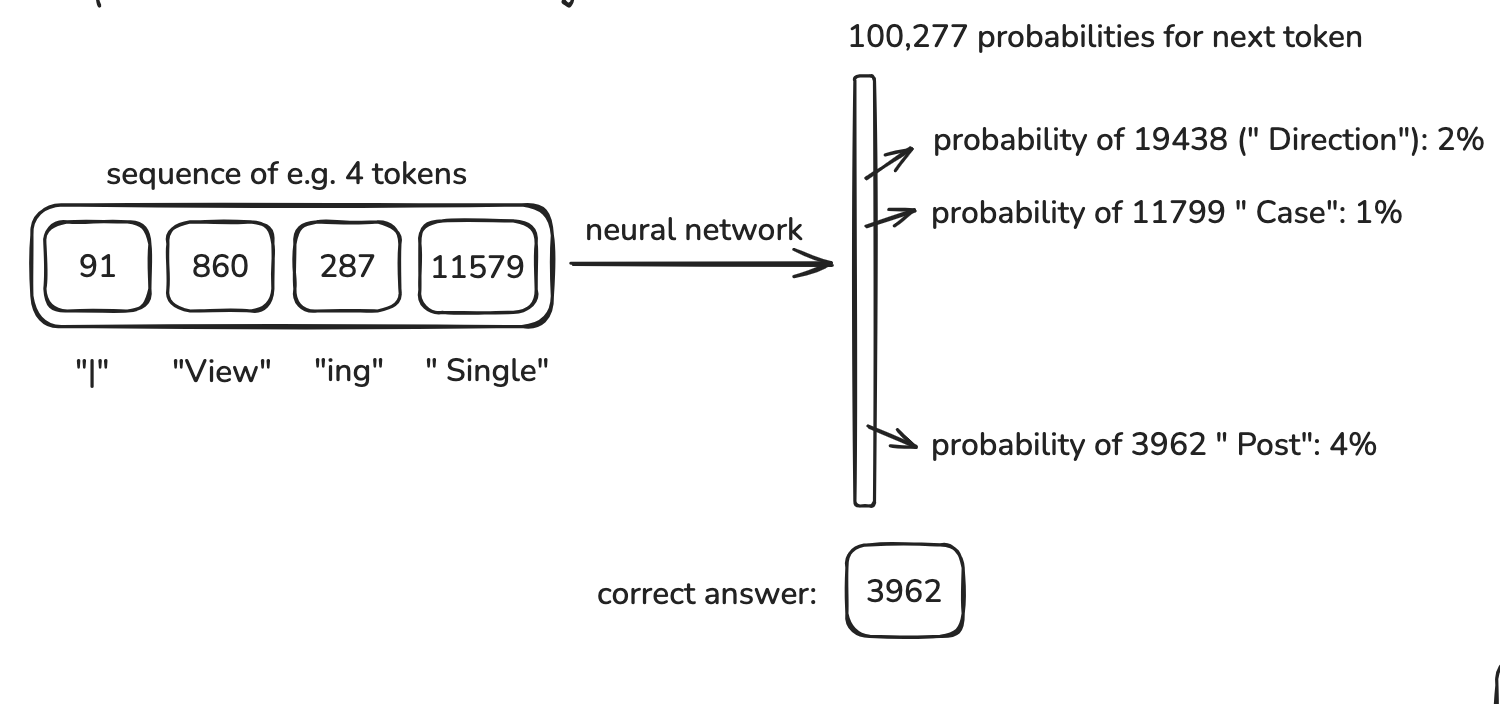 100,277 probabilities for next token
probability of 19438 (" Direction"): 2%
sequence of e.g. 4 tokens
probability of 11799 " Case": 1%
neural network
91 860 287 11579
"|" "View" "ing" " Single"
probability of 3962 " Post": 4%
correct answer: 3962